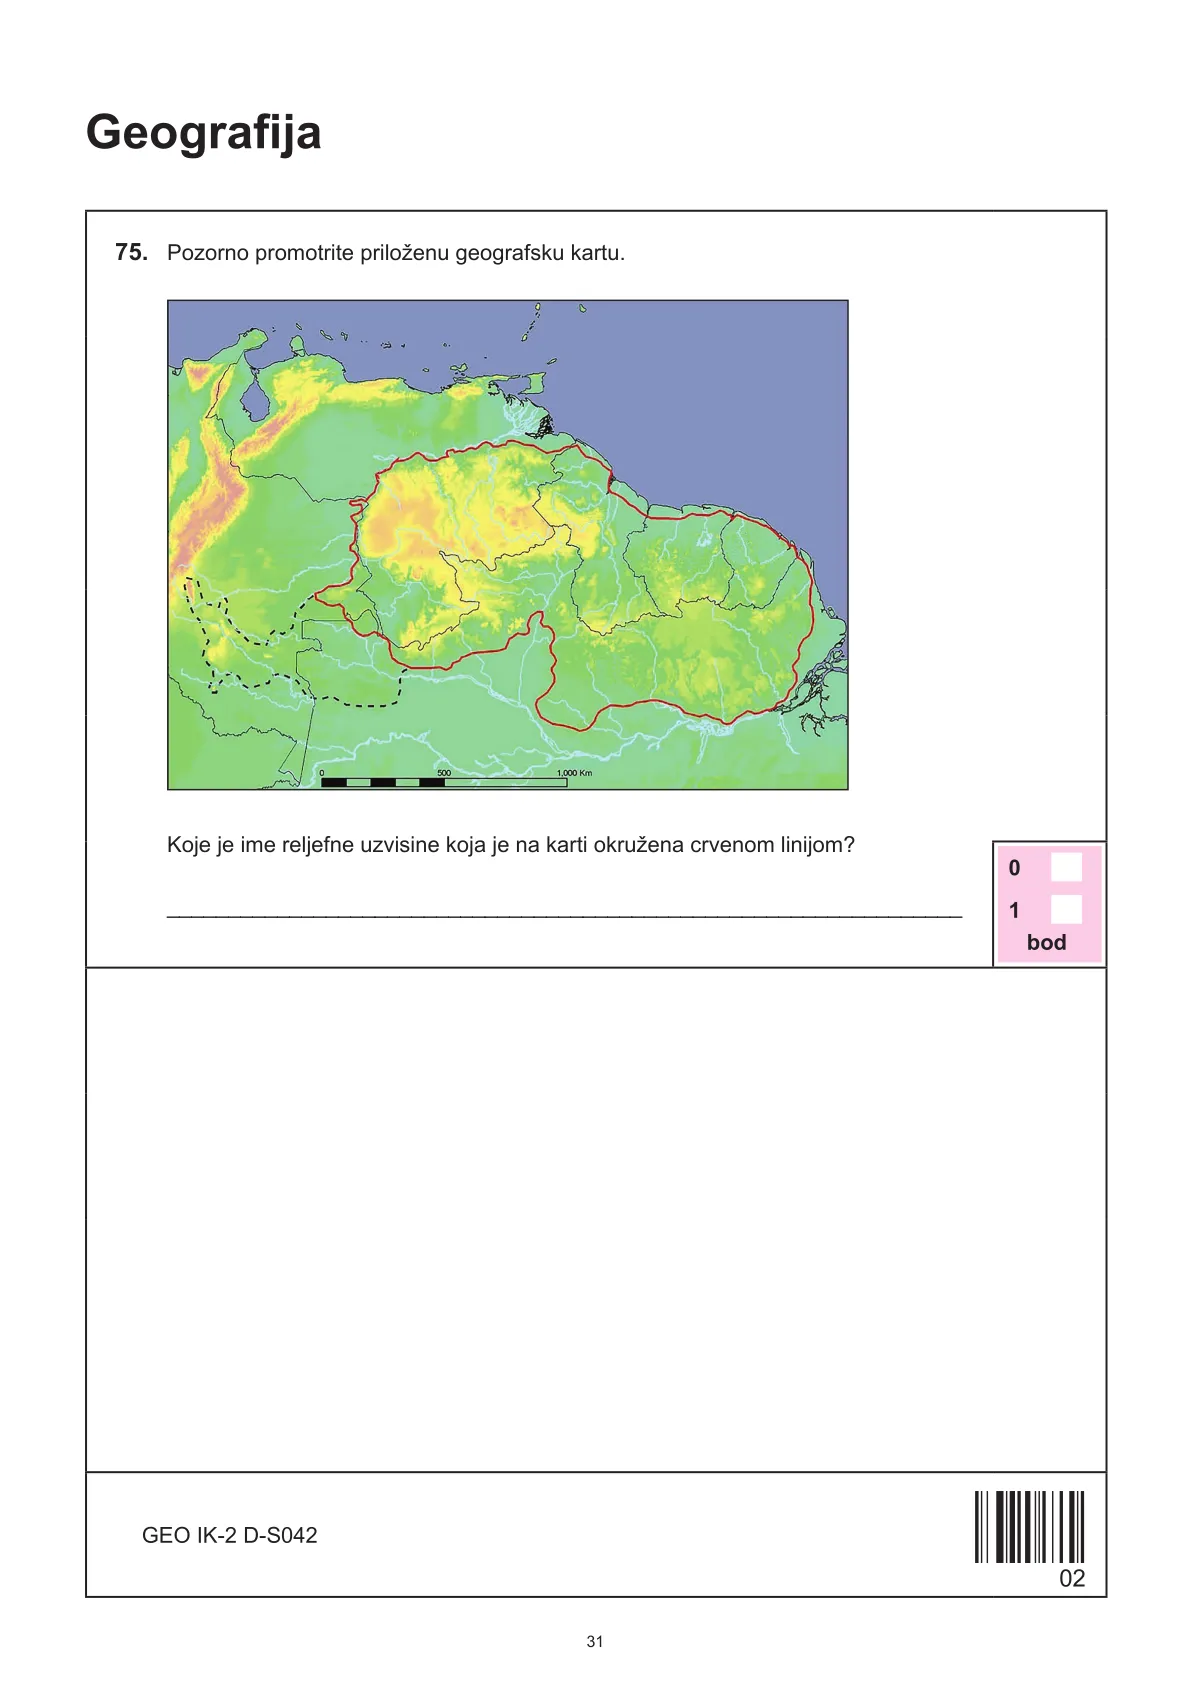 Geografija
75. Pozorno promotrite priloženu geografsku kartu.
0 500 1,000 Km
Koje je ime reljefne uzvisine koja je na karti okružena crvenom linijom?
0
1
bod
GEO IK-2 D-S042
02
31